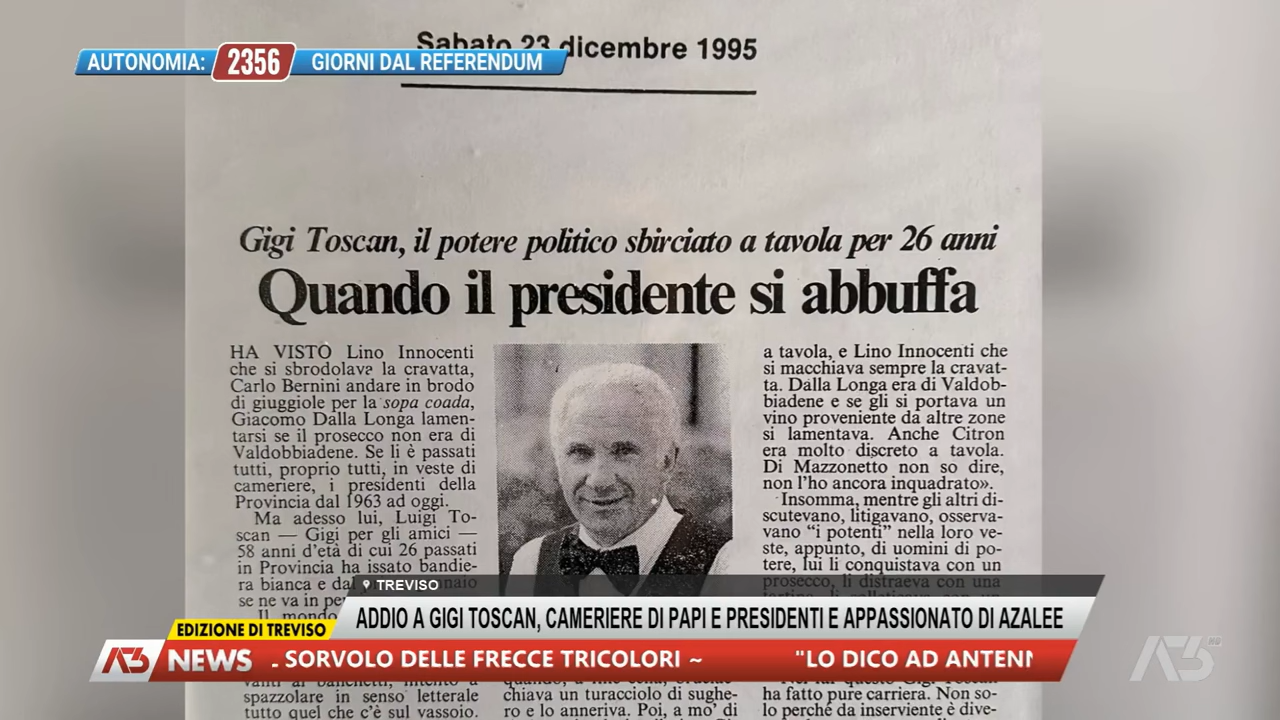 Sabato 23 dicembre 1995
AUTONOMIA: 2356 GIORNI DAL REFERENDUM
Gigi Toscan, il potere politico sbirciato a tavola per 26 anni
Quando il presidente si abbuffa
HA VISTO Lino Innocenti
che si sbrodolava la cravatta,
Carlo Bernini andare in brodo
di giuggiole per la sopa coada,
Giacomo Dalla Longa lamen-
tarsi se il prosecco non era di
Valdobbiadene. Se li è passati
tutti, proprio tutti, in veste di
cameriere, i presidenti della
Provincia dal 1963 ad oggi.
Ma adesso lui, Luigi To-
scan — Gigi per gli amici —
58 anni d'età di cui 26 passati
in Provincia ha issato bandie-
ra bianca e dal
se ne va in
Il mondo
spazzolare in senso letterale
tutto quel che c'è sul vassoio.
chiava un turacciolo di sughe-
ro e lo anneriva. Poi, a mo' di
a tavola, e Lino Innocenti che
si macchiava sempre la cravat-
ta. Dalla Longa era di Valdob-
biadene e se gli si portava un
vino proveniente da altre zone
si lamentava. Anche Citron
era molto discreto a tavola.
Di Mazzonetto non so dire,
non l'ho ancora inquadrato».
Insomma, mentre gli altri di-
scutevano, litigavano, osserva-
vano "i potenti" nella loro ve-
ste, appunto, di uomini di po-
tere, lui li conquistava con un
prosecco, li distraeva con una
ha fatto pure carriera. Non so-
lo perché da inserviente è dive-
TREVISO
ADDIO A GIGI TOSCAN, CAMERIERE DI PAPI E PRESIDENTI E APPASSIONATO DI AZALEE
EDIZIONE DI TREVISO
A3 NEWS . SORVOLO DELLE FRECCE TRICOLORI ~ "LO DICO AD ANTENN
A3 HD